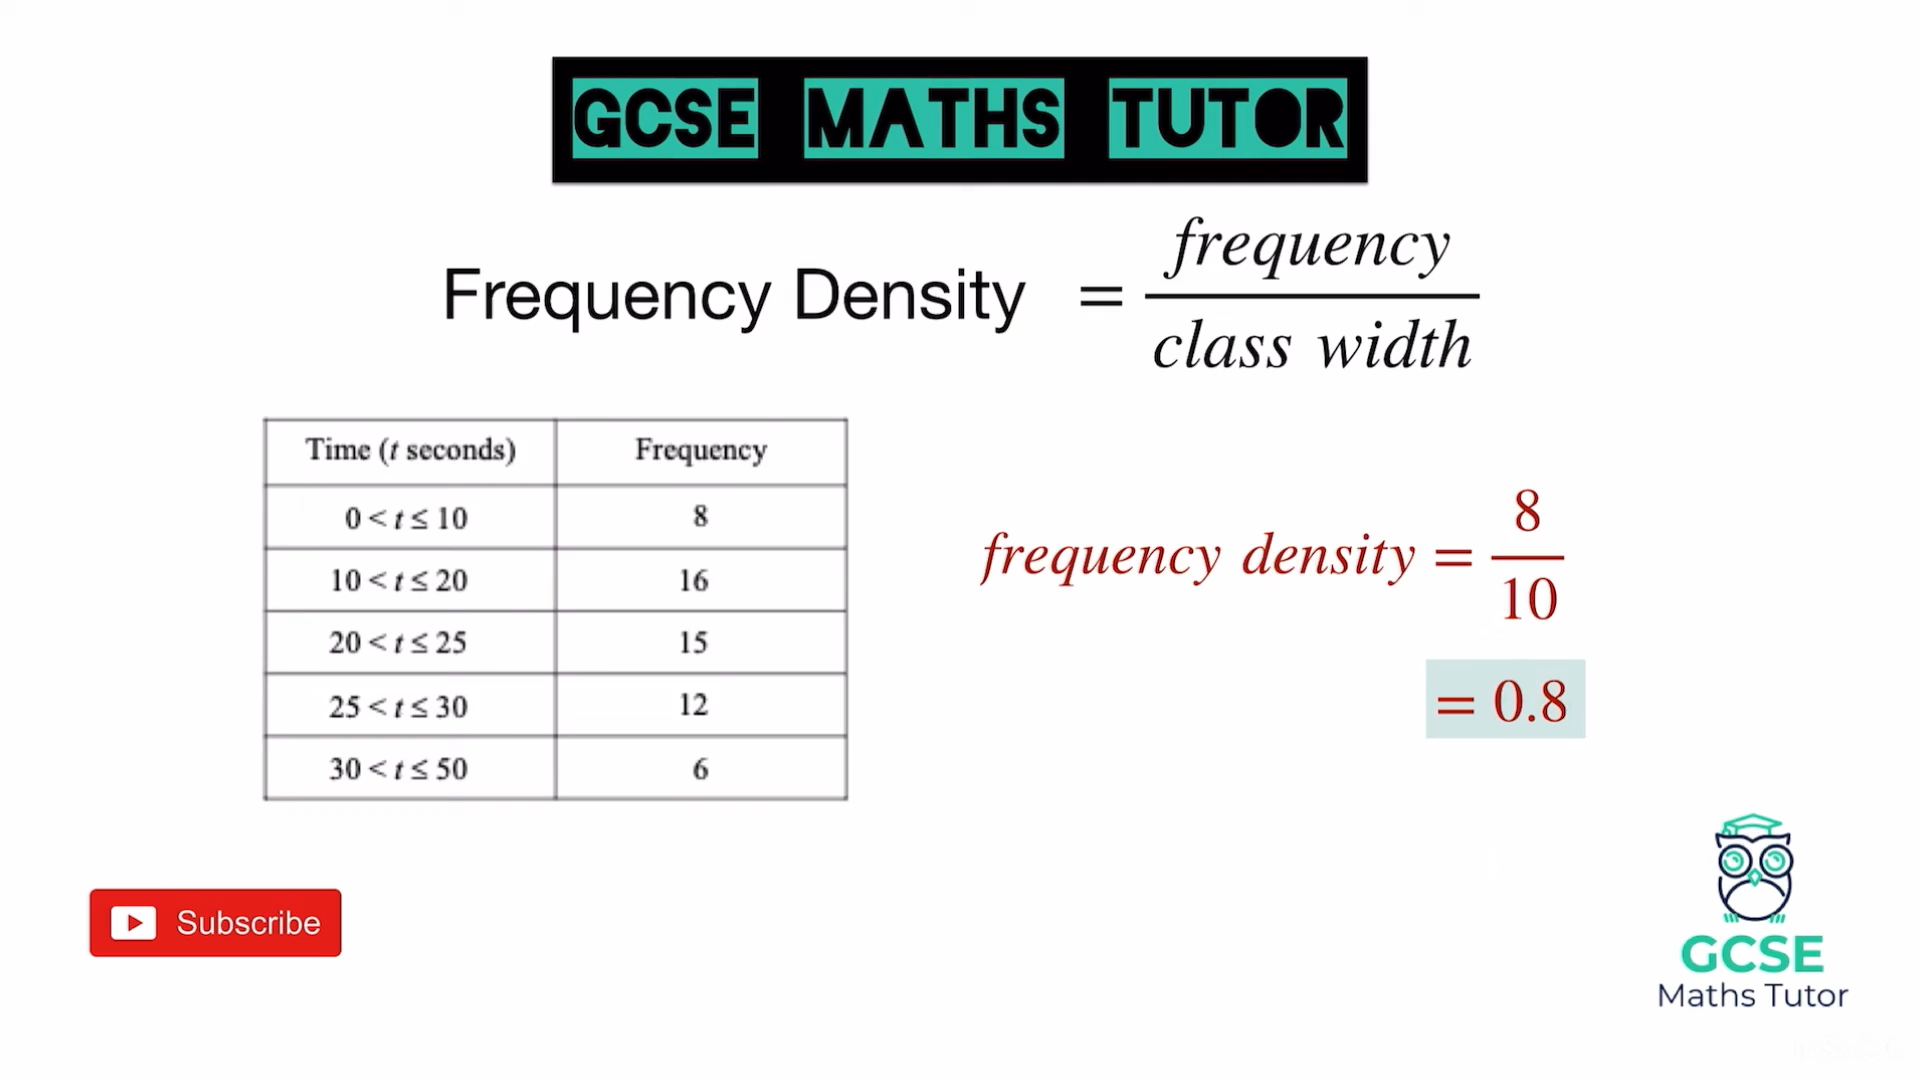 GCSE MATHS TUTOR
Frequency Density = frequency / class width
Time (t seconds) Frequency
0 < t ≤ 10 8
10 < t ≤ 20 16
20 < t ≤ 25 15
25 < t ≤ 30 12
30 < t ≤ 50 6
frequency density = 8 / 10
= 0.8
Subscribe
GCSE
Maths Tutor